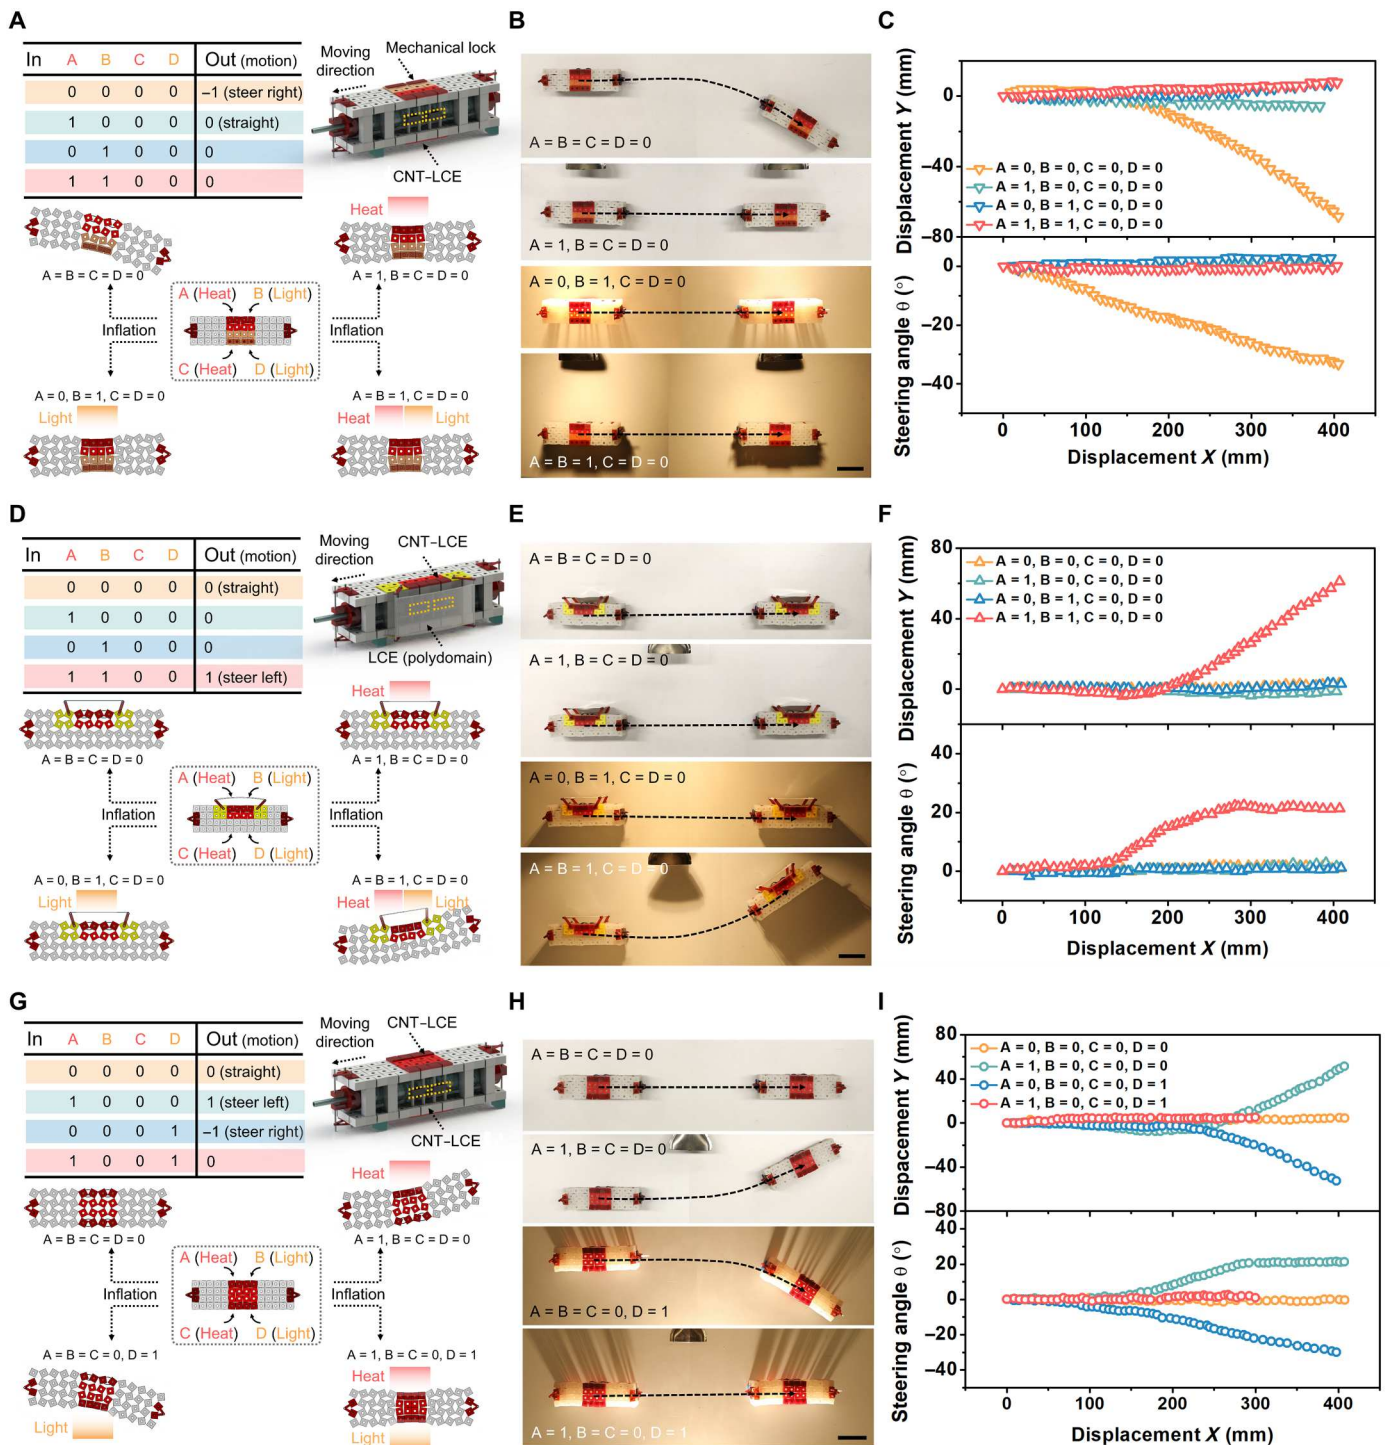 A
In A B C D Out (motion)
0 0 0 0 –1 (steer right)
1 0 0 0 0 (straight)
0 1 0 0 0
1 1 0 0 0
Moving direction
Mechanical lock
CNT–LCE
A = B = C = D = 0
Heat
A = 1, B = C = D = 0
A (Heat) B (Light)
C (Heat) D (Light)
Inflation
Inflation
A = 0, B = 1, C = D = 0
Light
A = B = 1, C = D = 0
Heat Light
B
A = B = C = D = 0
A = 1, B = C = D = 0
A = 0, B = 1, C = D = 0
A = B = 1, C = D = 0
C
Displacement Y (mm)
0
–40
–80
A = 0, B = 0, C = 0, D = 0
A = 1, B = 0, C = 0, D = 0
A = 0, B = 1, C = 0, D = 0
A = 1, B = 1, C = 0, D = 0
Steering angle θ (°)
0
–20
–40
0 100 200 300 400
Displacement X (mm)
D
In A B C D Out (motion)
0 0 0 0 0 (straight)
1 0 0 0 0
0 1 0 0 0
1 1 0 0 1 (steer left)
Moving direction
CNT–LCE
LCE (polydomain)
A = B = C = D = 0
Heat
A = 1, B = C = D = 0
A (Heat) B (Light)
C (Heat) D (Light)
Inflation
Inflation
A = 0, B = 1, C = D = 0
Light
A = B = 1, C = D = 0
Heat Light
E
A = B = C = D = 0
A = 1, B = C = D = 0
A = 0, B = 1, C = D = 0
A = B = 1, C = D = 0
F
Displacement Y (mm)
80
40
0
A = 0, B = 0, C = 0, D = 0
A = 1, B = 0, C = 0, D = 0
A = 0, B = 1, C = 0, D = 0
A = 1, B = 1, C = 0, D = 0
Steering angle θ (°)
40
20
0
0 100 200 300 400
Displacement X (mm)
G
In A B C D Out (motion)
0 0 0 0 0 (straight)
1 0 0 0 1 (steer left)
0 0 0 1 –1 (steer right)
1 0 0 1 0
Moving direction
CNT–LCE
CNT–LCE
A = B = C = D = 0
Heat
A = 1, B = C = D = 0
A (Heat) B (Light)
C (Heat) D (Light)
Inflation
Inflation
A = B = C = 0, D = 1
Light
A = 1, B = C = 0, D = 1
Heat
Light
H
A = B = C = D = 0
A = 1, B = C = D= 0
A = B = C = 0, D = 1
A = 1, B = C = 0, D = 1
I
Dispacement Y (mm)
80
40
0
–40
–80
A = 0, B = 0, C = 0, D = 0
A = 1, B = 0, C = 0, D = 0
A = 0, B = 0, C = 0, D = 1
A = 1, B = 0, C = 0, D = 1
Steering angle θ (°)
40
20
0
–20
–40
0 100 200 300 400
Displacement X (mm)